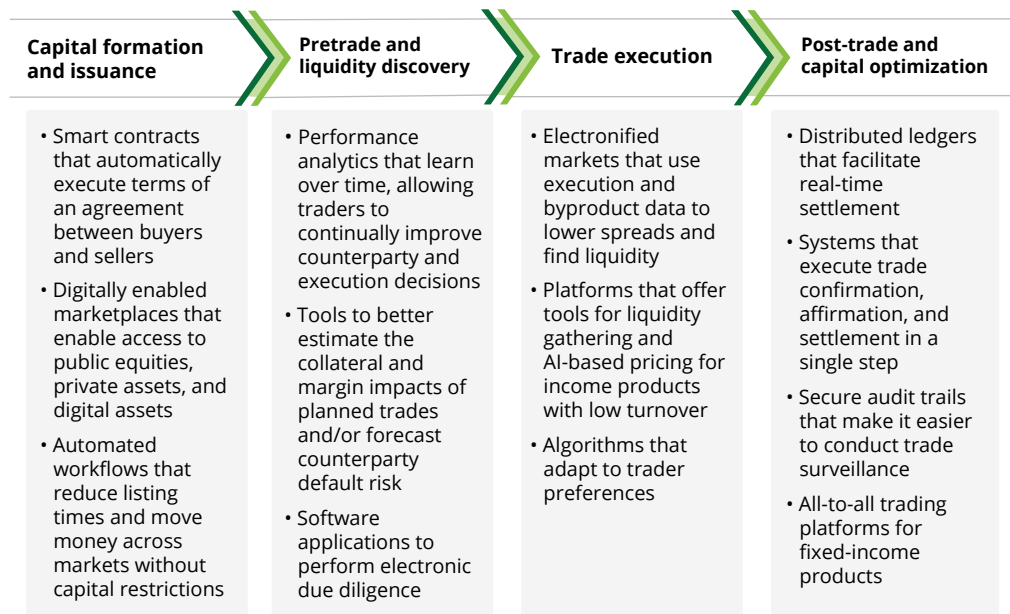 Capital formation
and issuance
Pretrade and
liquidity discovery
Trade execution
Post-trade and
capital optimization
• Smart contracts
that automatically
execute terms of
an agreement
between buyers
and sellers
• Digitally enabled
marketplaces that
enable access to
public equities,
private assets, and
digital assets
• Automated
workflows that
reduce listing
times and move
money across
markets without
capital restrictions
• Performance
analytics that learn
over time, allowing
traders to
continually improve
counterparty and
execution decisions
• Tools to better
estimate the
collateral and
margin impacts of
planned trades
and/or forecast
counterparty
default risk
• Software
applications to
perform electronic
due diligence
• Electronified
markets that use
execution and
byproduct data to
lower spreads and
find liquidity
• Platforms that offer
tools for liquidity
gathering and
AI-based pricing for
income products
with low turnover
• Algorithms that
adapt to trader
preferences
• Distributed ledgers
that facilitate
real-time
settlement
• Systems that
execute trade
confirmation,
affirmation, and
settlement in a
single step
• Secure audit trails
that make it easier
to conduct trade
surveillance
• All-to-all trading
platforms for
fixed-income
products